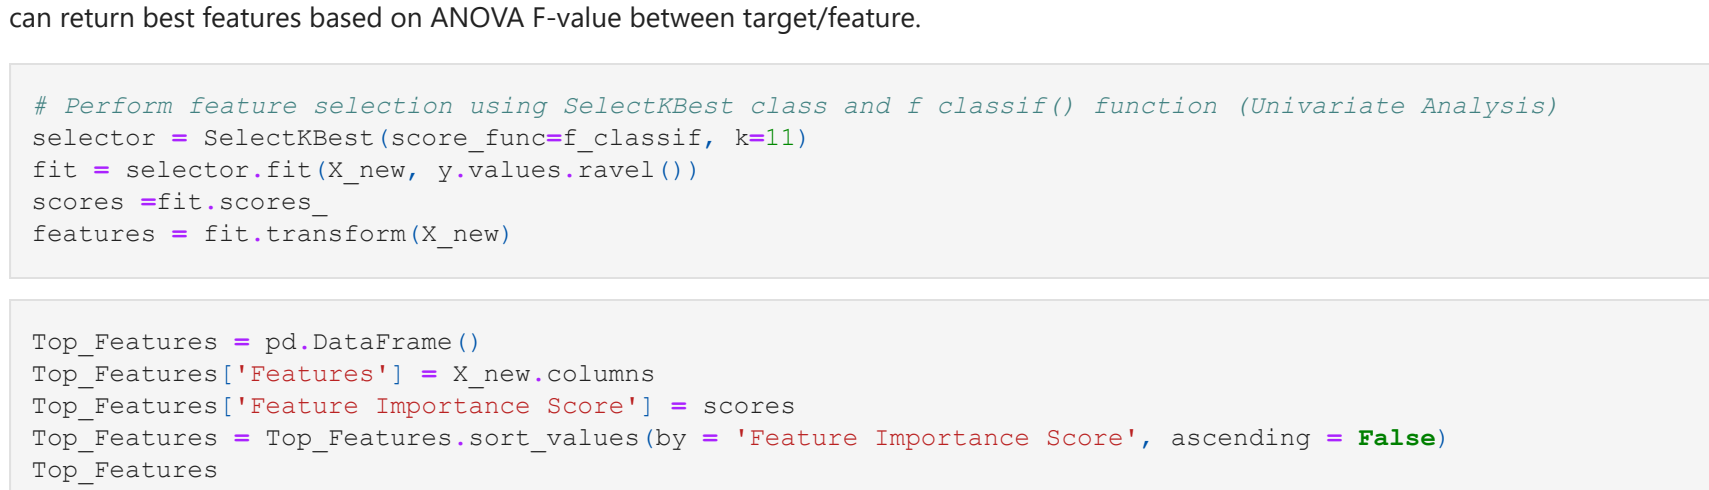 can return best features based on ANOVA F-value between target/feature.
# Perform feature selection using SelectKBest class and f classif() function (Univariate Analysis)
selector = SelectKBest(score_func=f_classif, k=11)
fit = selector.fit(X_new, y.values.ravel())
scores =fit.scores_
features = fit.transform(X_new)
Top_Features = pd.DataFrame()
Top_Features['Features'] = X_new.columns
Top_Features['Feature Importance Score'] = scores
Top_Features = Top_Features.sort_values(by = 'Feature Importance Score', ascending = False)
Top_Features